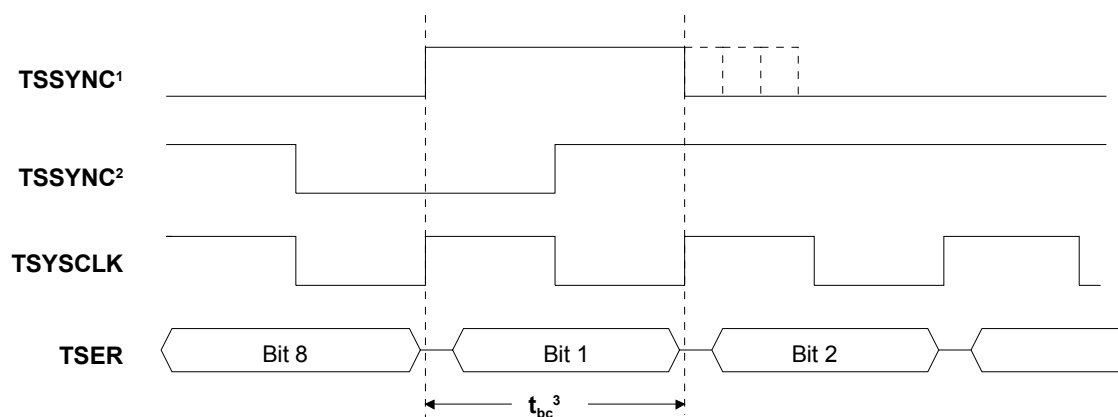 TSSYNC¹
TSSYNC²
TSYSCLK
TSER
Bit 8
Bit 1
Bit 2
t_bc³